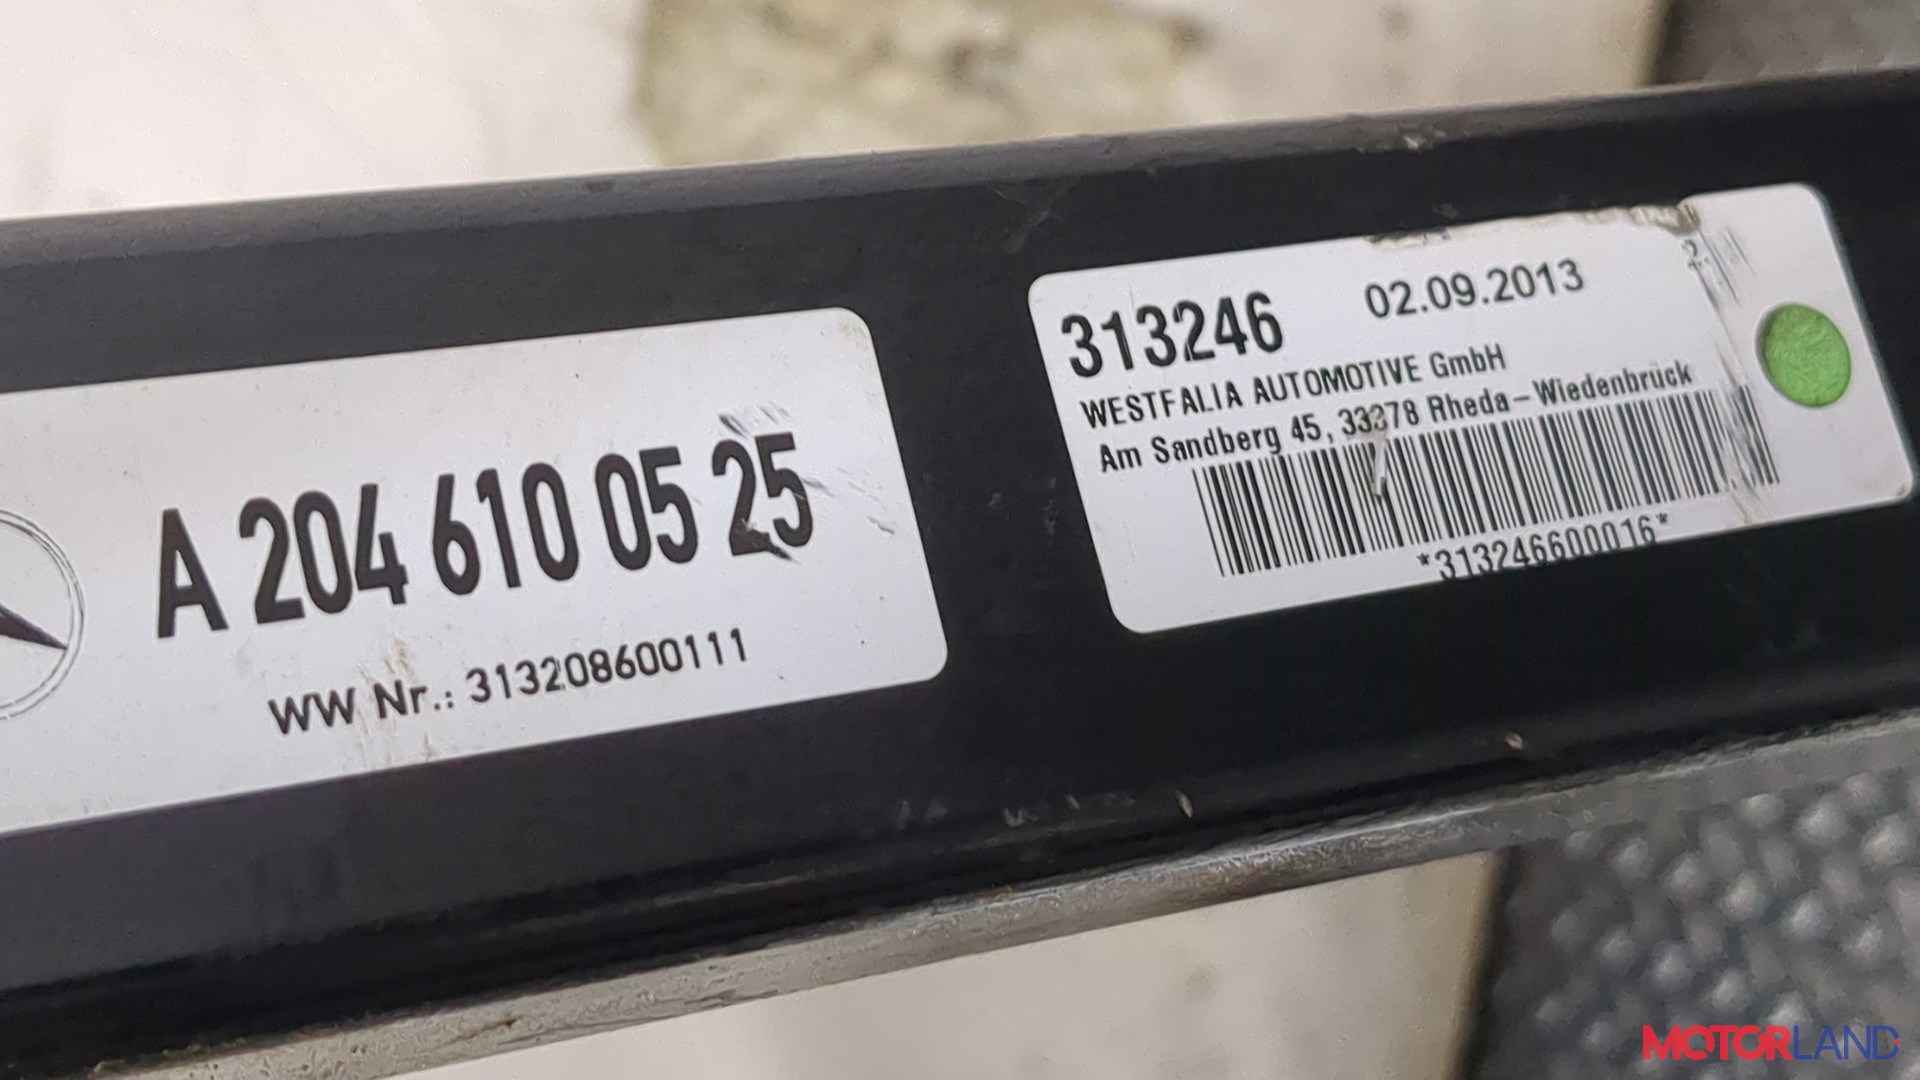 A 204 610 05 25
WW Nr.: 313208600111
313246 02.09.2013
WESTFALIA AUTOMOTIVE GmbH
Am Sandberg 45, 33378 Rheda-Wiedenbrück
*313246600016*
MOTORLAND